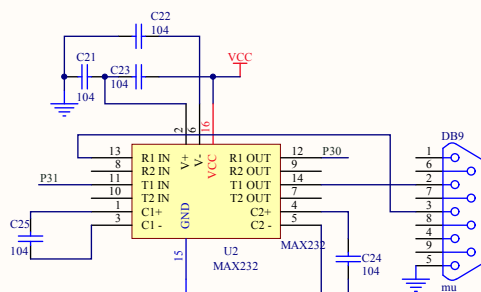 C22
104
C21
104
C23
104
VCC
2
6
16
V+
V-
VCC
13 R1 IN R1 OUT 12 P30
8 R2 IN R2 OUT 9
P31 11 T1 IN T1 OUT 14
10 T2 IN T2 OUT 7
1 C1+ C2+ 4
3 C1 - C2 - 5
GND
15
U2
MAX232
MAX232
C25
104
C24
104
DB9
1
6
2
7
3
8
4
9
5
mu